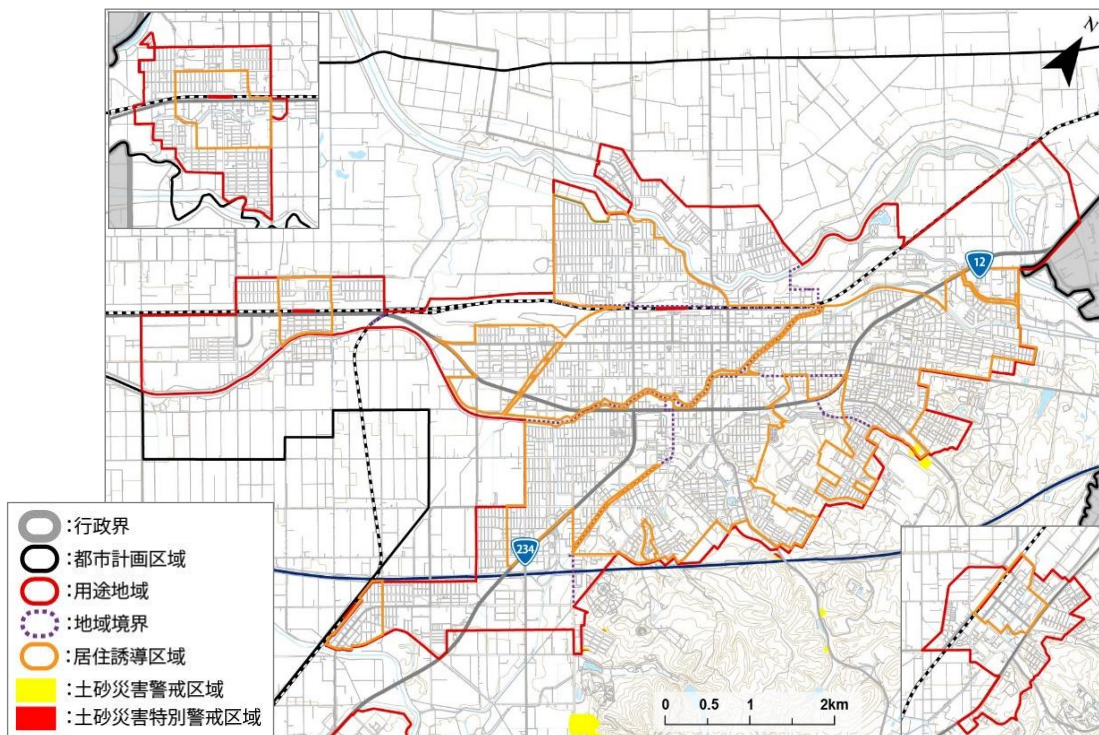 N
12
234
:行政界
:都市計画区域
:用途地域
:地域境界
:居住誘導区域
:土砂災害警戒区域
:土砂災害特別警戒区域
0 0.5 1 2km